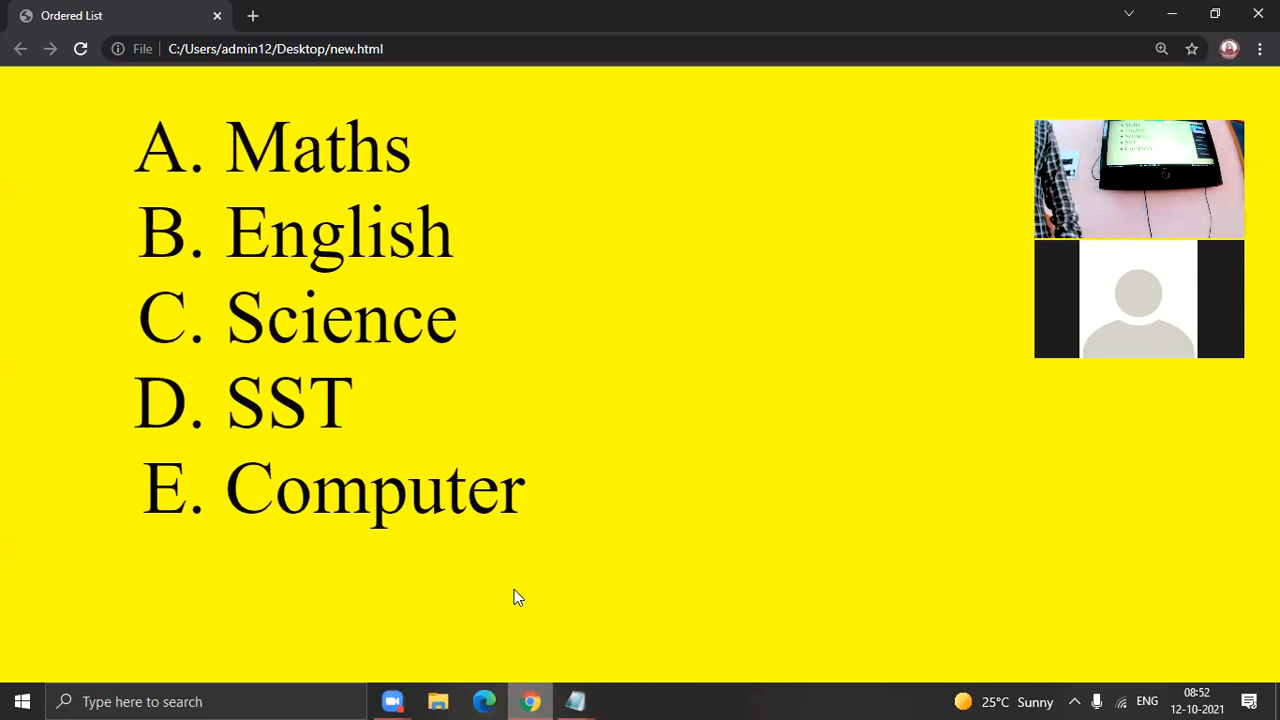 Ordered List
File
C:/Users/admin12/Desktop/new.html
A. Maths
B. English
C. Science
D. SST
E. Computer
Type here to search
25°C Sunny
ENG
08:52
12-10-2021